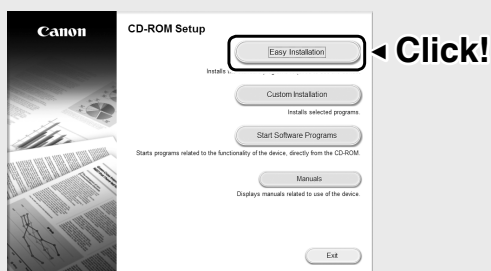 Canon
CD-ROM Setup
Easy Installation
Click!
Installs
Custom Installation
Installs selected programs.
Start Software Programs
Starts programs related to the functionality of the device, directly from the CD-ROM.
Manuals
Displays manuals related to use of the device.
Exit